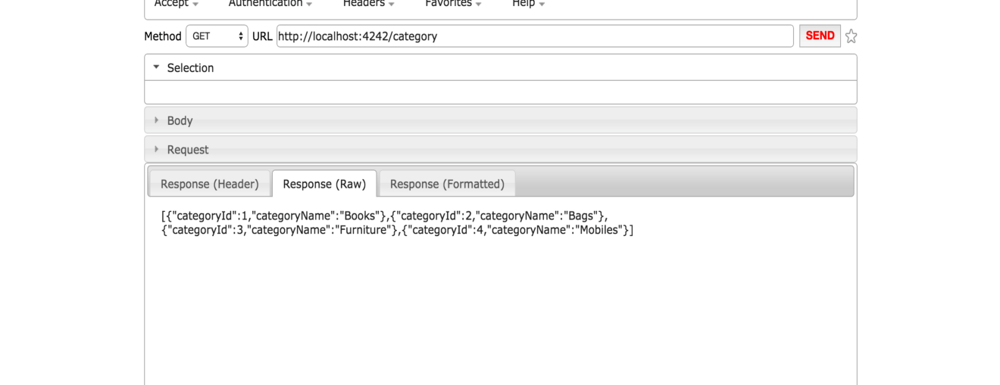 Accept Authentication Headers Favorites Help
Method GET URL http://localhost:4242/category SEND
Selection
Body
Request
Response (Header) Response (Raw) Response (Formatted)
[{"categoryId":1,"categoryName":"Books"},{"categoryId":2,"categoryName":"Bags"},
{"categoryId":3,"categoryName":"Furniture"},{"categoryId":4,"categoryName":"Mobiles"}]